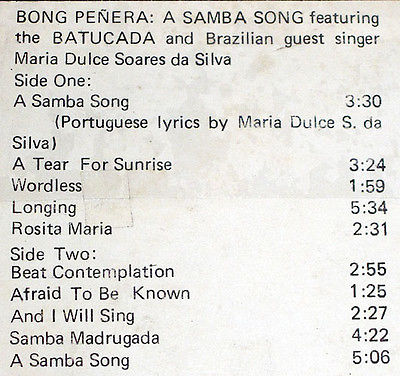 BONG PEÑERA: A SAMBA SONG featuring
the BATUCADA and Brazilian guest singer
Maria Dulce Soares da Silva
Side One:
A Samba Song 3:30
(Portuguese lyrics by Maria Dulce S. da
Silva)
A Tear For Sunrise 3:24
Wordless 1:59
Longing 5:34
Rosita Maria 2:31
Side Two:
Beat Contemplation 2:55
Afraid To Be Known 1:25
And I Will Sing 2:27
Samba Madrugada 4:22
A Samba Song 5:06